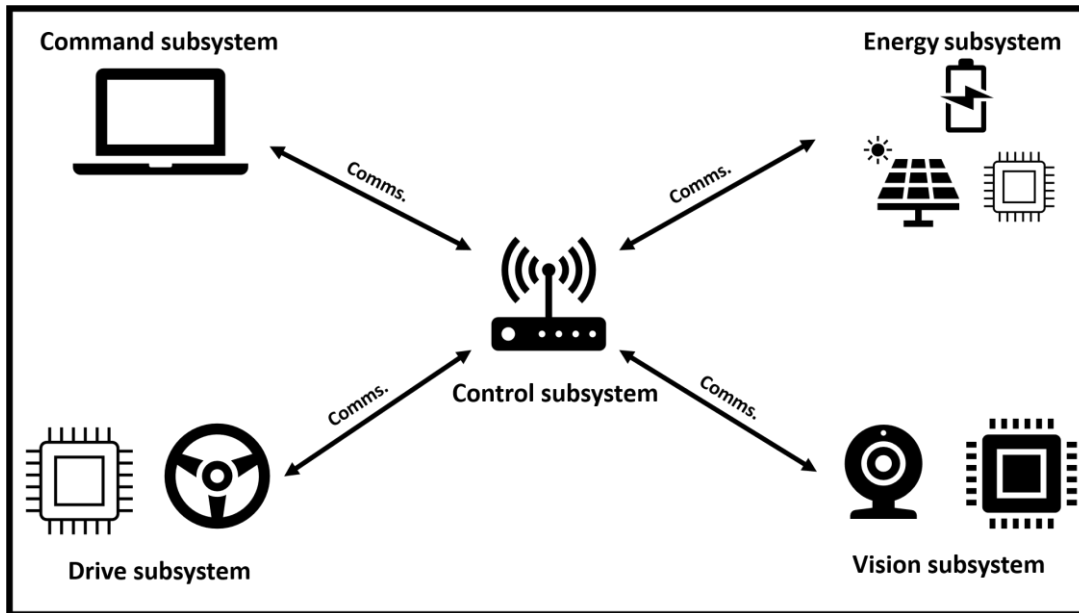 Command subsystem
Energy subsystem
Comms.
Comms.
Control subsystem
Comms.
Comms.
Drive subsystem
Vision subsystem